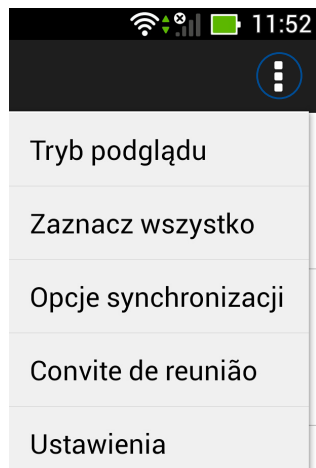 11:52
Tryb podglądu
Zaznacz wszystko
Opcje synchronizacji
Convite de reunião
Ustawienia